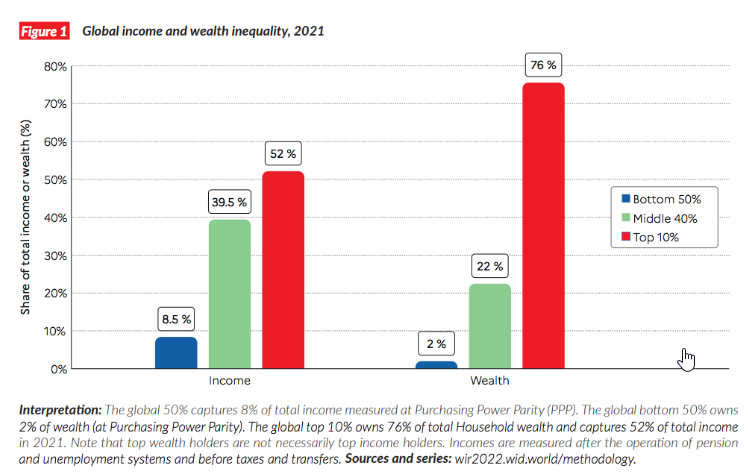 Figure 1 Global income and wealth inequality, 2021
80%
70%
60%
50%
40%
30%
20%
10%
0%
Share of total income or wealth (%)
8.5 %
39.5 %
52 %
2 %
22 %
76 %
Income
Wealth
Bottom 50%
Middle 40%
Top 10%
Interpretation: The global 50% captures 8% of total income measured at Purchasing Power Parity (PPP). The global bottom 50% owns
2% of wealth (at Purchasing Power Parity). The global top 10% owns 76% of total Household wealth and captures 52% of total income
in 2021. Note that top wealth holders are not necessarily top income holders. Incomes are measured after the operation of pension
and unemployment systems and before taxes and transfers. Sources and series: wir2022.wid.world/methodology.